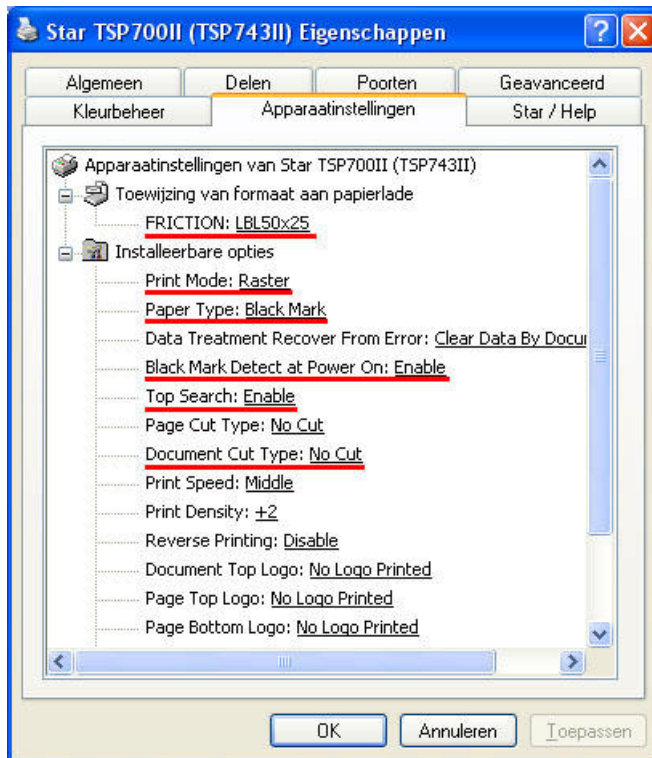 Star TSP700II (TSP743II) Eigenschappen
Algemeen Delen Poorten Geavanceerd
Kleurbeheer Apparaatinstellingen Star / Help
Apparaatinstellingen van Star TSP700II (TSP743II)
Toewijzing van formaat aan papierlade
FRICTION: LBL50x25
Installeerbare opties
Print Mode: Raster
Paper Type: Black Mark
Data Treatment Recover From Error: Clear Data By Docu
Black Mark Detect at Power On: Enable
Top Search: Enable
Page Cut Type: No Cut
Document Cut Type: No Cut
Print Speed: Middle
Print Density: +2
Reverse Printing: Disable
Document Top Logo: No Logo Printed
Page Top Logo: No Logo Printed
Page Bottom Logo: No Logo Printed
OK Annuleren Toepassen